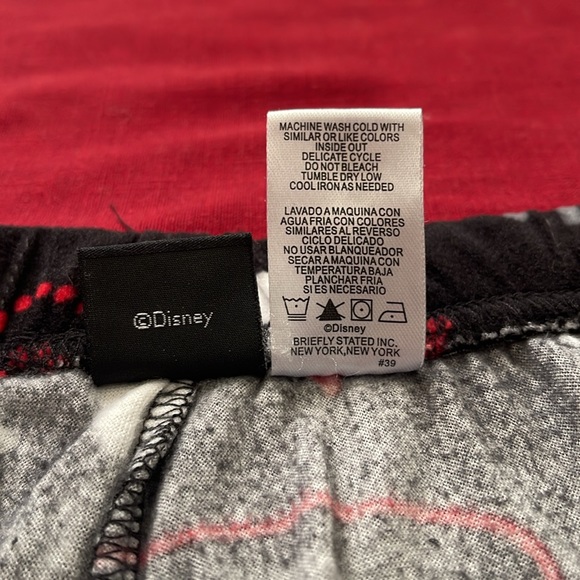 ©Disney
MACHINE WASH COLD WITH
SIMILAR OR LIKE COLORS
INSIDE OUT
DELICATE CYCLE
DO NOT BLEACH
TUMBLE DRY LOW
COOL IRON AS NEEDED
LAVADO A MAQUINA CON
AGUA FRIA CON COLORES
SIMILARES AL REVERSO
CICLO DELICADO
NO USAR BLANQUEADOR
SECAR A MAQUINA CON
TEMPERATURA BAJA
PLANCHAR FRIA
SI ES NECESARIO
©Disney
BRIEFLY STATED INC.
NEW YORK,NEW YORK
#39